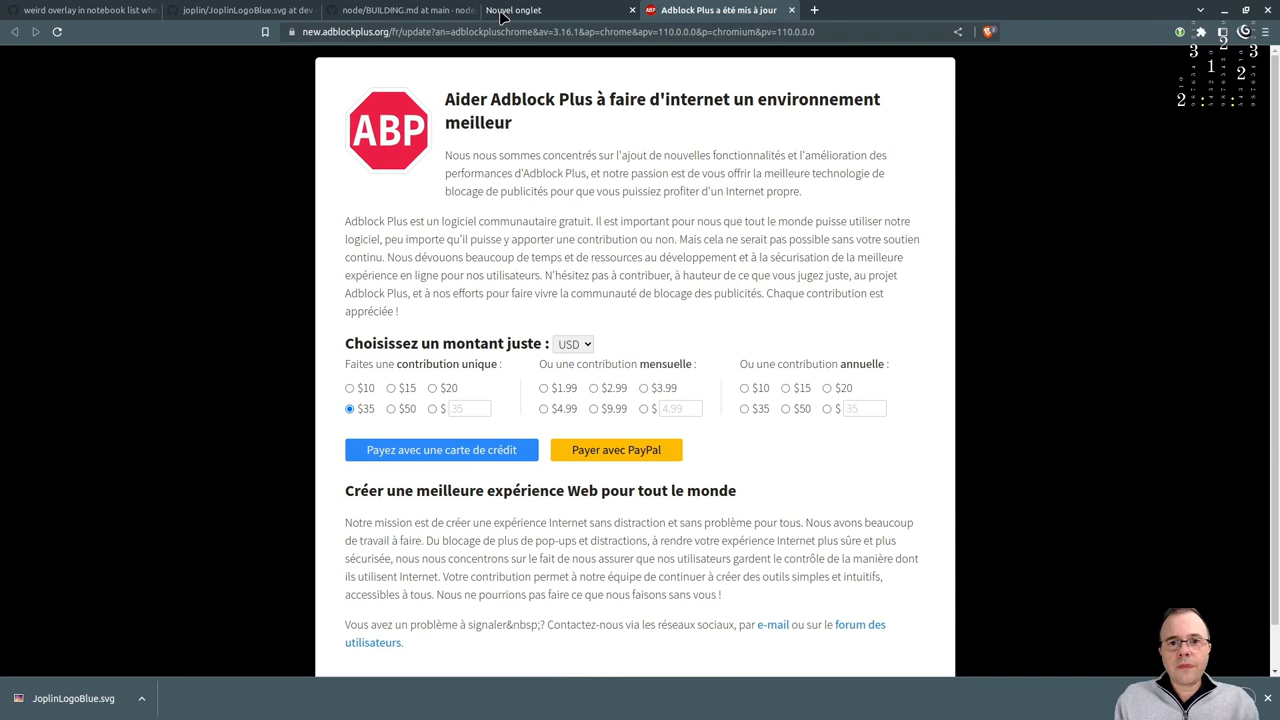 weird overlay in notebook list whe
joplin/JoplinLogoBlue.svg at dev
node/BUILDING.md at main · node
Nouvel onglet
Adblock Plus a été mis à jour
new.adblockplus.org/fr/update?an=adblockpluschrome&av=3.16.1&ap=chrome&apv=110.0.0.0&p=chromium&pv=110.0.0.0
ABP
Aider Adblock Plus à faire d'internet un environnement
meilleur
Nous nous sommes concentrés sur l'ajout de nouvelles fonctionnalités et l'amélioration des
performances d'Adblock Plus, et notre passion est de vous offrir la meilleure technologie de
blocage de publicités pour que vous puissiez profiter d'un Internet propre.
Adblock Plus est un logiciel communautaire gratuit. Il est important pour nous que tout le monde puisse utiliser notre
logiciel, peu importe qu'il puisse y apporter une contribution ou non. Mais cela ne serait pas possible sans votre soutien
continu. Nous dévouons beaucoup de temps et de ressources au développement et à la sécurisation de la meilleure
expérience en ligne pour nos utilisateurs. N'hésitez pas à contribuer, à hauteur de ce que vous jugez juste, au projet
Adblock Plus, et à nos efforts pour faire vivre la communauté de blocage des publicités. Chaque contribution est
appréciée !
Choisissez un montant juste : USD
Faites une contribution unique :
$10 $15 $20
$35 $50 $ 35
Ou une contribution mensuelle :
$1.99 $2.99 $3.99
$4.99 $9.99 $ 4.99
Ou une contribution annuelle :
$10 $15 $20
$35 $50 $ 35
Payez avec une carte de crédit
Payer avec PayPal
Créer une meilleure expérience Web pour tout le monde
Notre mission est de créer une expérience Internet sans distraction et sans problème pour tous. Nous avons beaucoup
de travail à faire. Du blocage de plus de pop-ups et distractions, à rendre votre expérience Internet plus sûre et plus
sécurisée, nous nous concentrons sur le fait de nous assurer que nos utilisateurs gardent le contrôle de la manière dont
ils utilisent Internet. Votre contribution permet à notre équipe de continuer à créer des outils simples et intuitifs,
accessibles à tous. Nous ne pourrions pas faire ce que nous faisons sans vous !
Vous avez un problème à signaler&nbsp;? Contactez-nous via les réseaux sociaux, par e-mail ou sur le forum des
utilisateurs.
JoplinLogoBlue.svg